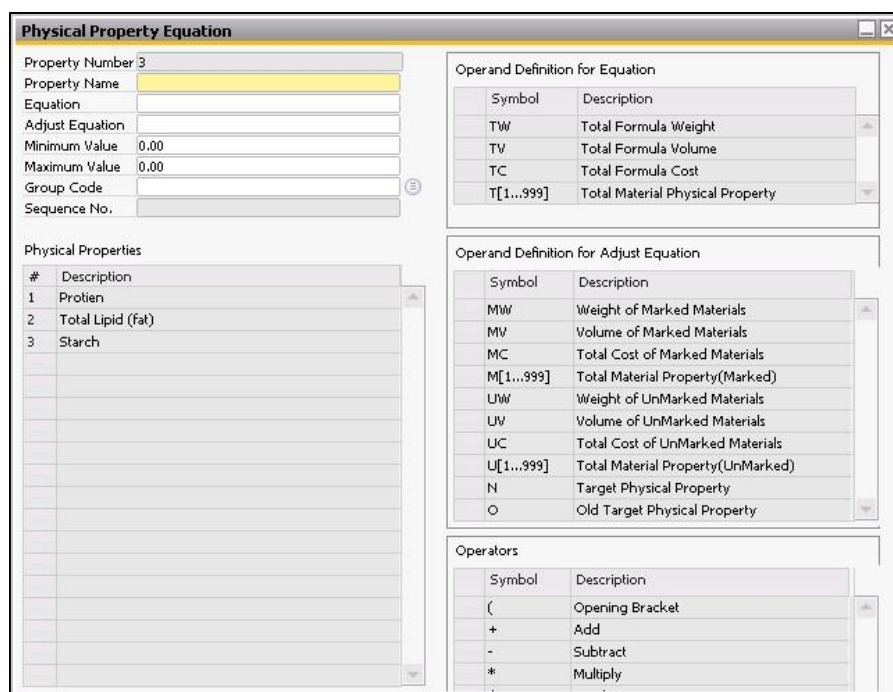 Physical Property Equation
Property Number 3
Property Name
Equation
Adjust Equation
Minimum Value 0.00
Maximum Value 0.00
Group Code
Sequence No.
Physical Properties
# Description
1 Protien
2 Total Lipid (fat)
3 Starch
Operand Definition for Equation
Symbol Description
TW Total Formula Weight
TV Total Formula Volume
TC Total Formula Cost
T[1...999] Total Material Physical Property
Operand Definition for Adjust Equation
Symbol Description
MW Weight of Marked Materials
MV Volume of Marked Materials
MC Total Cost of Marked Materials
M[1...999] Total Material Property(Marked)
UW Weight of UnMarked Materials
UV Volume of UnMarked Materials
UC Total Cost of UnMarked Materials
U[1...999] Total Material Property(UnMarked)
N Target Physical Property
O Old Target Physical Property
Operators
Symbol Description
( Opening Bracket
+ Add
- Subtract
* Multiply